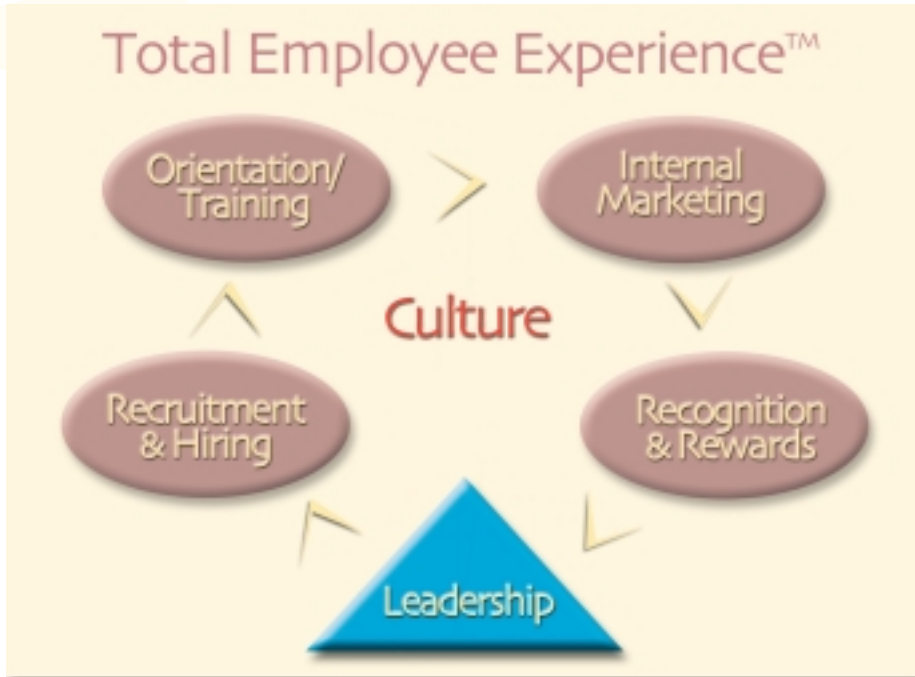 Total Employee Experience™
Orientation/
Training
Internal
Marketing
Culture
Recruitment
& Hiring
Recognition
& Rewards
Leadership